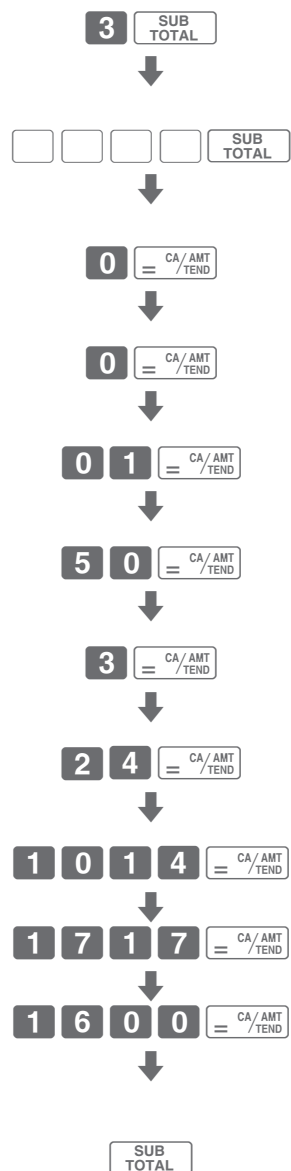 3 SUB TOTAL
SUB TOTAL
0 = CA/AMT/TEND
0 = CA/AMT/TEND
0 1 = CA/AMT/TEND
5 0 = CA/AMT/TEND
3 = CA/AMT/TEND
2 4 = CA/AMT/TEND
1 0 1 4 = CA/AMT/TEND
1 7 1 7 = CA/AMT/TEND
1 6 0 0 = CA/AMT/TEND
SUB TOTAL